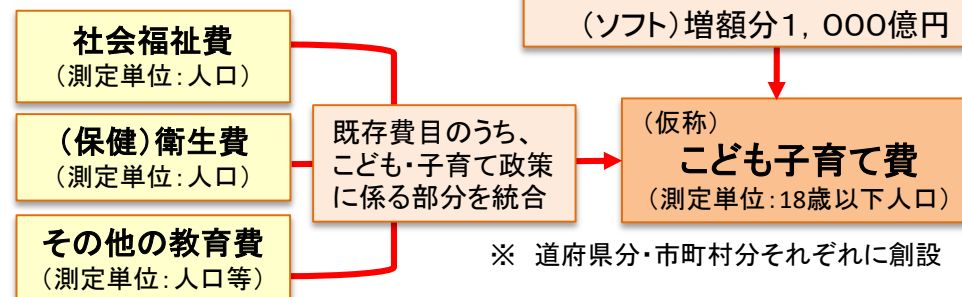 社会福祉費
(測定単位:人口)
(保健)衛生費
(測定単位:人口)
その他の教育費
(測定単位:人口等)
既存費目のうち、
こども・子育て政策
に係る部分を統合
(ソフト)増額分1,000億円
(仮称)
こども子育て費
(測定単位:18歳以下人口)
※ 道府県分・市町村分それぞれに創設